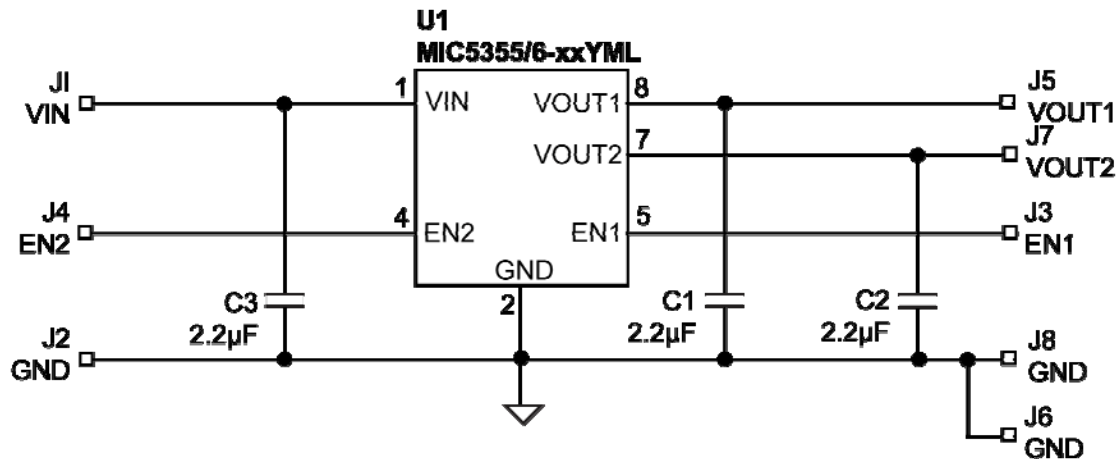 U1
MIC5355/6-xxYML
J1
VIN
1
VIN
VOUT1
8
J5
VOUT1
VOUT2
7
J7
VOUT2
J4
EN2
4
EN2
EN1
5
J3
EN1
GND
2
C3
2.2µF
C1
2.2µF
C2
2.2µF
J2
GND
J8
GND
J6
GND